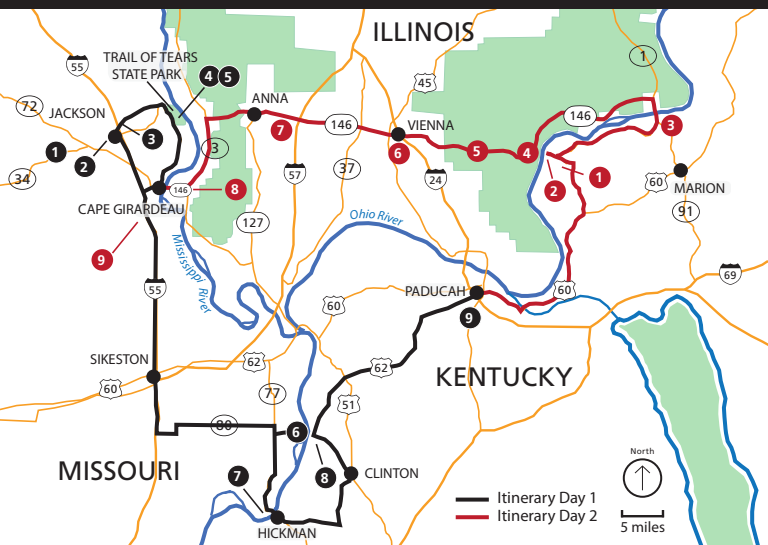 ILLINOIS
55
TRAIL OF TEARS
STATE PARK
4 5
1
45
72
JACKSON
ANNA
146
3
7
146
VIENNA
3
1
2
3
6
5
4
34
57
37
24
2
1
60
MARION
146
8
CAPE GIRARDEAU
127
91
Ohio River
9
Mississippi River
55
PADUCAH
60
69
60
9
SIKESTON
62
62
60
KENTUCKY
77
51
80
6
MISSOURI
7
8
CLINTON
North
HICKMAN
Itinerary Day 1
Itinerary Day 2
5 miles